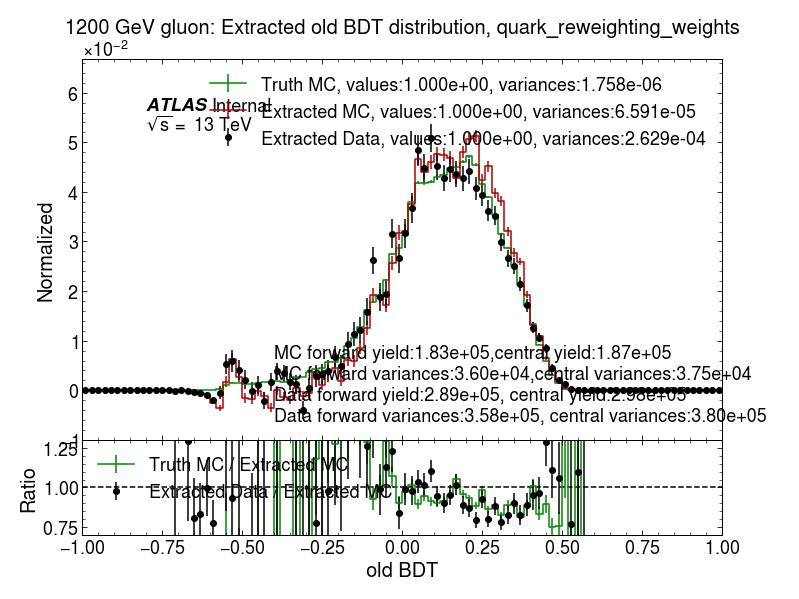 1200 GeV gluon: Extracted old BDT distribution, quark_reweighting_weights
×10−2
Truth MC, values:1.000e+00, variances:1.758e-06
ATLAS Internal
Extracted MC, values:1.000e+00, variances:6.591e-05
√s = 13 TeV
Extracted Data, values:1.000e+00, variances:2.629e-04
6
5
4
3
2
1
0
−1
Normalized
MC forward yield:1.83e+05,central yield:1.87e+05
MC forward variances:3.60e+04,central variances:3.75e+04
Data forward yield:2.89e+05, central yield:2.98e+05
Data forward variances:3.58e+05, central variances:3.80e+05
1.25
1.00
0.75
Ratio
Truth MC / Extracted MC
Extracted Data / Extracted MC
−1.00 −0.75 −0.50 −0.25 0.00 0.25 0.50 0.75 1.00
old BDT